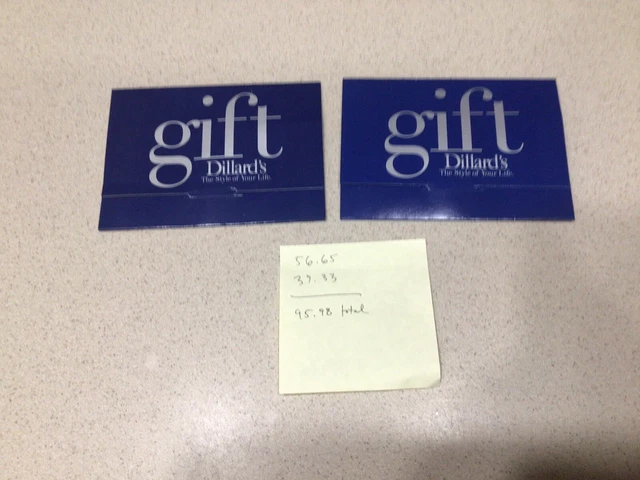 gift
Dillard's
The Style of Your Life.
gift
Dillard's
The Style of Your Life.
56.65
39.33
95.98 total